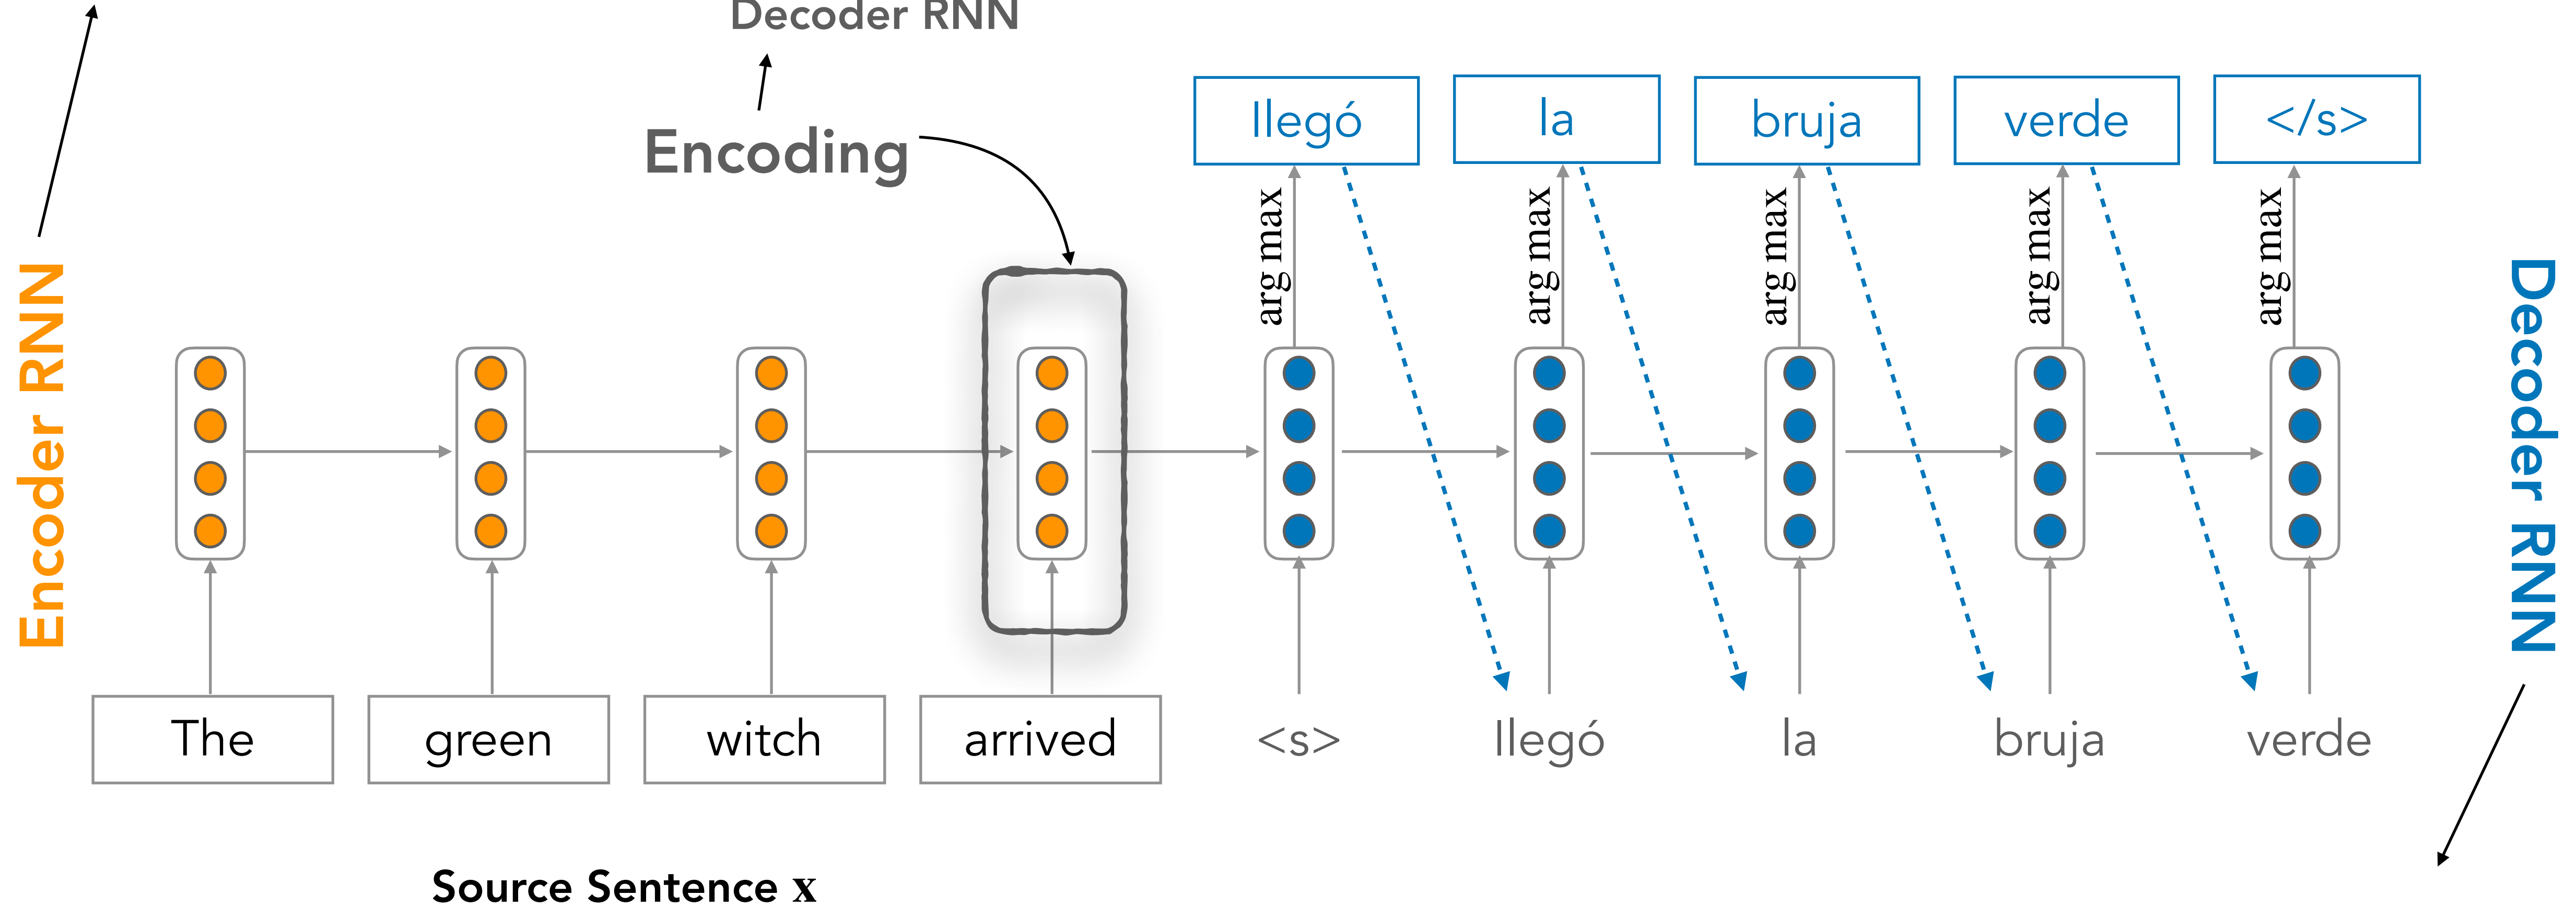 Decoder RNN
Encoding
llegó la bruja verde </s>
arg max arg max arg max arg max arg max
Encoder RNN
Decoder RNN
The green witch arrived <s> llegó la bruja verde
Source Sentence x